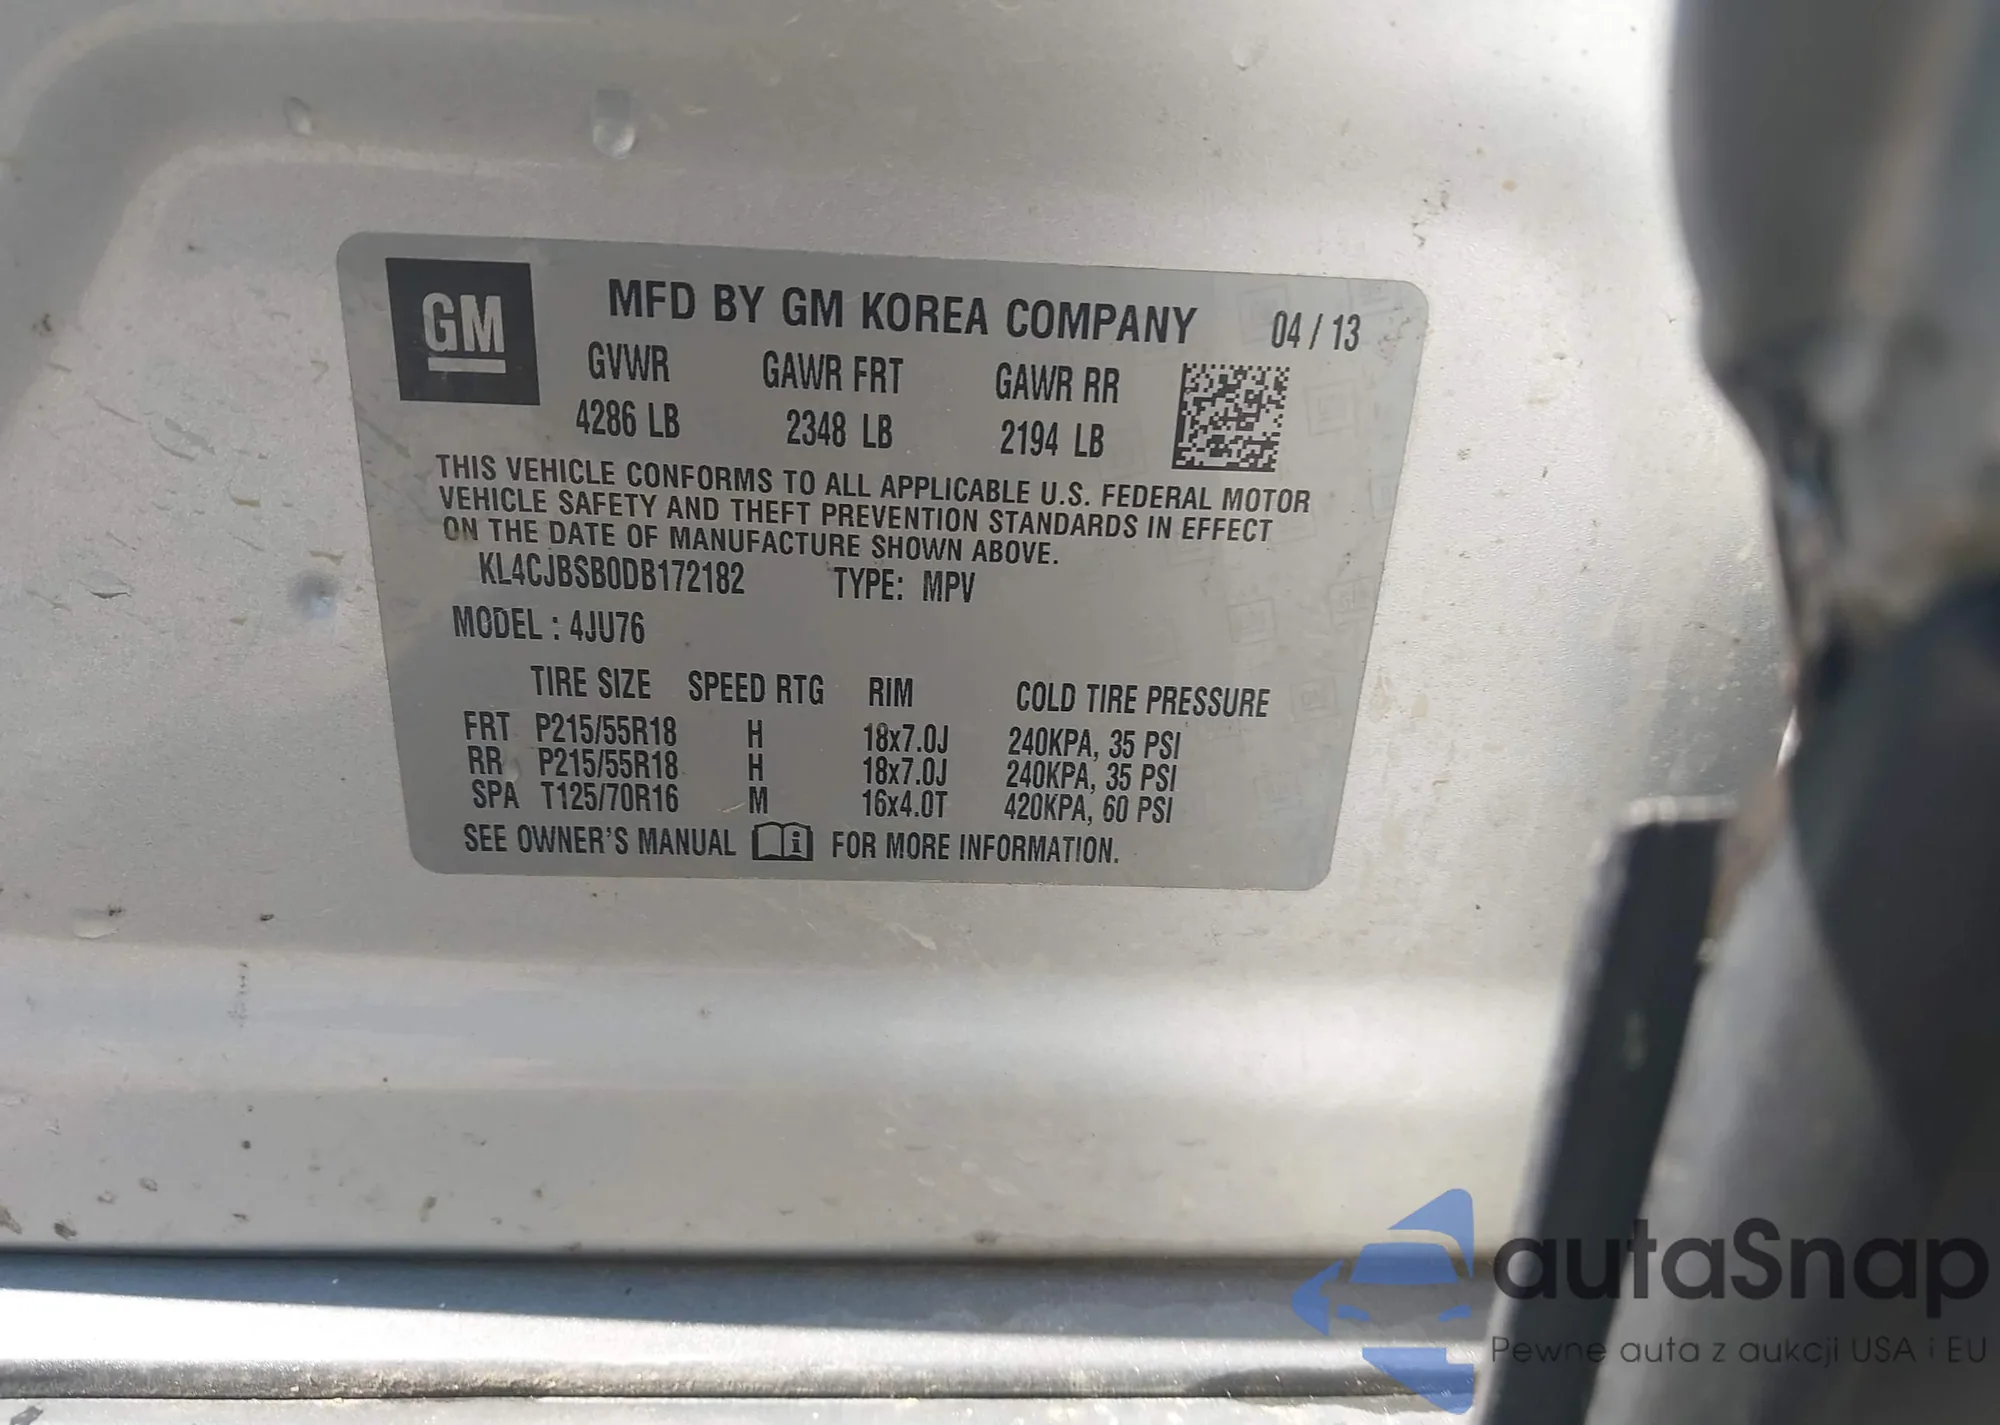 GM
MFD BY GM KOREA COMPANY 04 / 13
GVWR GAWR FRT GAWR RR
4286 LB 2348 LB 2194 LB
THIS VEHICLE CONFORMS TO ALL APPLICABLE U.S. FEDERAL MOTOR
VEHICLE SAFETY AND THEFT PREVENTION STANDARDS IN EFFECT
ON THE DATE OF MANUFACTURE SHOWN ABOVE.
KL4CJBSB0DB172182 TYPE: MPV
MODEL : 4JU76
TIRE SIZE SPEED RTG RIM COLD TIRE PRESSURE
FRT P215/55R18 H 18x7.0J 240KPA, 35 PSI
RR P215/55R18 H 18x7.0J 240KPA, 35 PSI
SPA T125/70R16 M 16x4.0T 420KPA, 60 PSI
SEE OWNER'S MANUAL FOR MORE INFORMATION.
autaSnap
Pewne auta z aukcji USA i EU